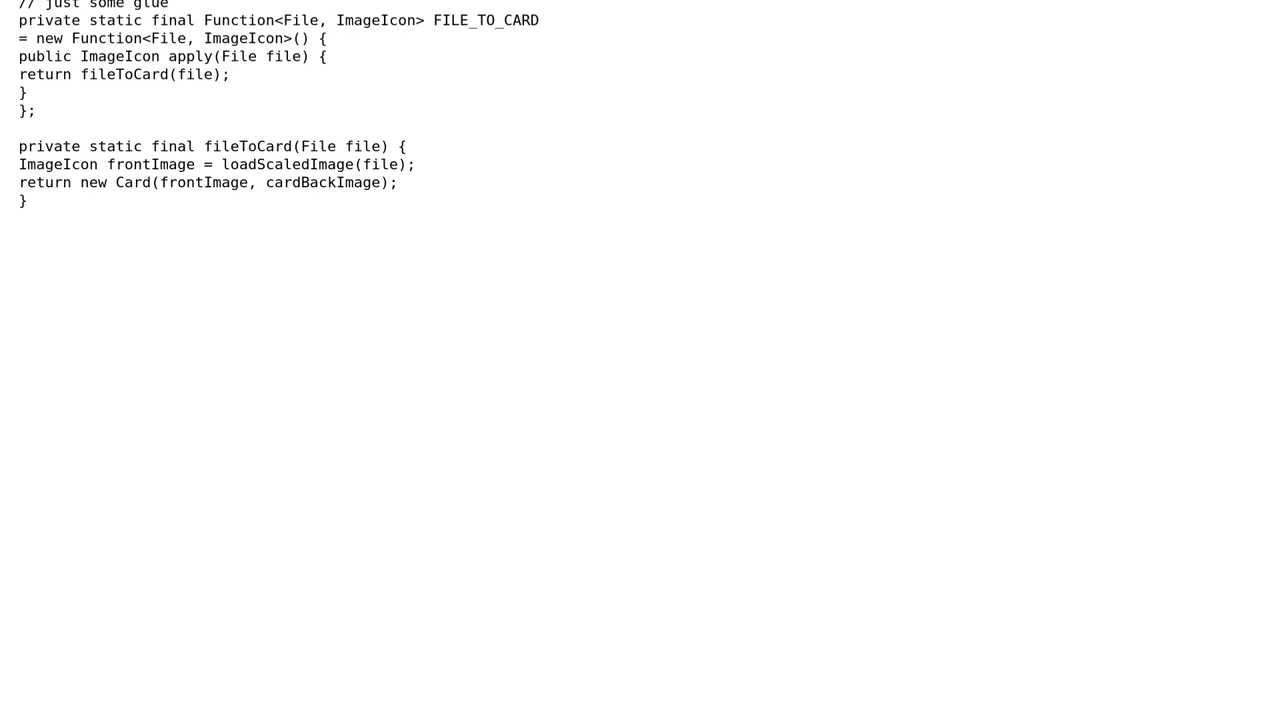 // just some glue
private static final Function<File, ImageIcon> FILE_TO_CARD
= new Function<File, ImageIcon>() {
public ImageIcon apply(File file) {
return fileToCard(file);
}
};

private static final fileToCard(File file) {
ImageIcon frontImage = loadScaledImage(file);
return new Card(frontImage, cardBackImage);
}